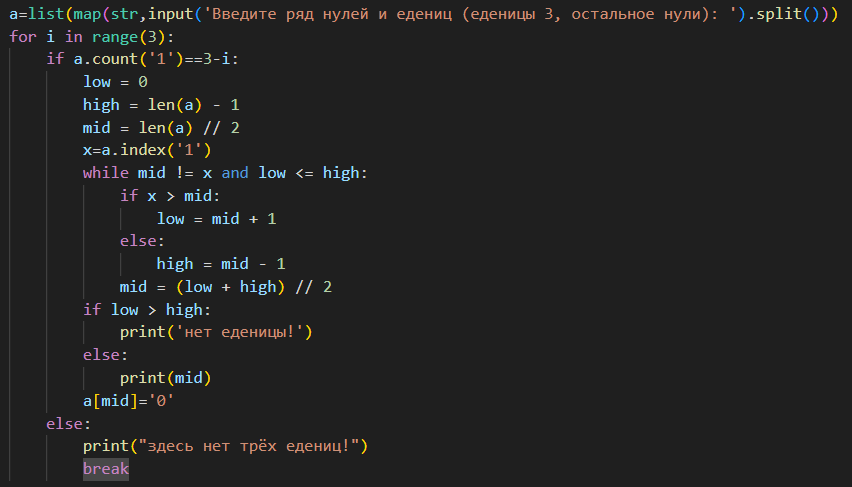 a=list(map(str,input('Введите ряд нулей и едениц (еденицы 3, остальное нули): ').split()))
for i in range(3):
    if a.count('1')==3-i:
        low = 0
        high = len(a) - 1
        mid = len(a) // 2
        x=a.index('1')
        while mid != x and low <= high:
            if x > mid:
                low = mid + 1
            else:
                high = mid - 1
            mid = (low + high) // 2
        if low > high:
            print('нет еденицы!')
        else:
            print(mid)
        a[mid]='0'
    else:
        print("здесь нет трёх едениц!")
        break